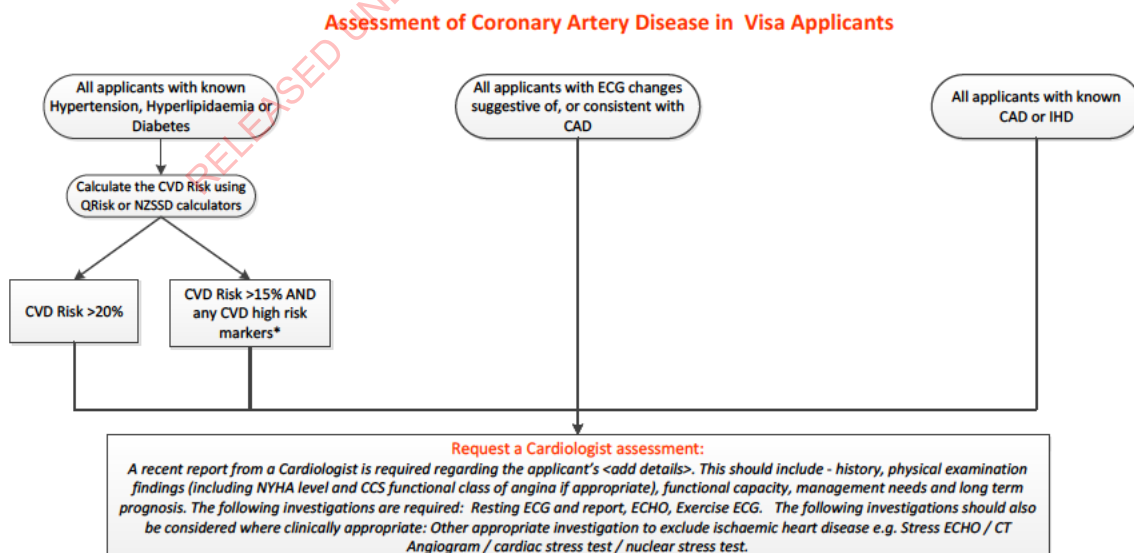 Assessment of Coronary Artery Disease in Visa Applicants
RELEASED UN
All applicants with known
Hypertension, Hyperlipidaemia or
Diabetes
All applicants with ECG changes
suggestive of, or consistent with
CAD
All applicants with known
CAD or IHD
Calculate the CVD Risk using
QRisk or NZSSD calculators
CVD Risk >20%
CVD Risk >15% AND
any CVD high risk
markers*
Request a Cardiologist assessment:
A recent report from a Cardiologist is required regarding the applicant's <add details>. This should include - history, physical examination
findings (including NYHA level and CCS functional class of angina if appropriate), functional capacity, management needs and long term
prognosis. The following investigations are required: Resting ECG and report, ECHO, Exercise ECG. The following investigations should also
be considered where clinically appropriate: Other appropriate investigation to exclude ischaemic heart disease e.g. Stress ECHO / CT
Angiogram / cardiac stress test / nuclear stress test.